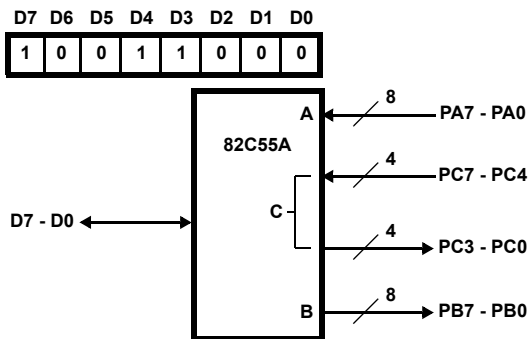 D7 D6 D5 D4 D3 D2 D1 D0
1 0 0 1 1 0 0 0
A 8 PA7 - PA0
82C55A
4 PC7 - PC4
C
D7 - D0
4 PC3 - PC0
B 8 PB7 - PB0